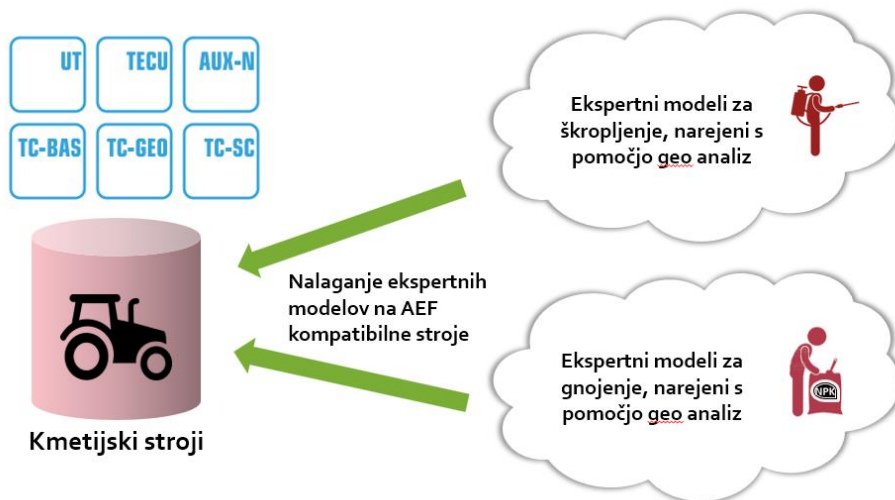 UT
TECU
AUX-N
TC-BAS
TC-GEO
TC-SC
Ekspertni modeli za
škropljenje, narejeni s
pomočjo geo analiz
Nalaganje ekspertnih
modelov na AEF
kompatibilne stroje
Ekspertni modeli za
gnojenje, narejeni s
pomočjo geo analiz
NPK
Kmetijski stroji